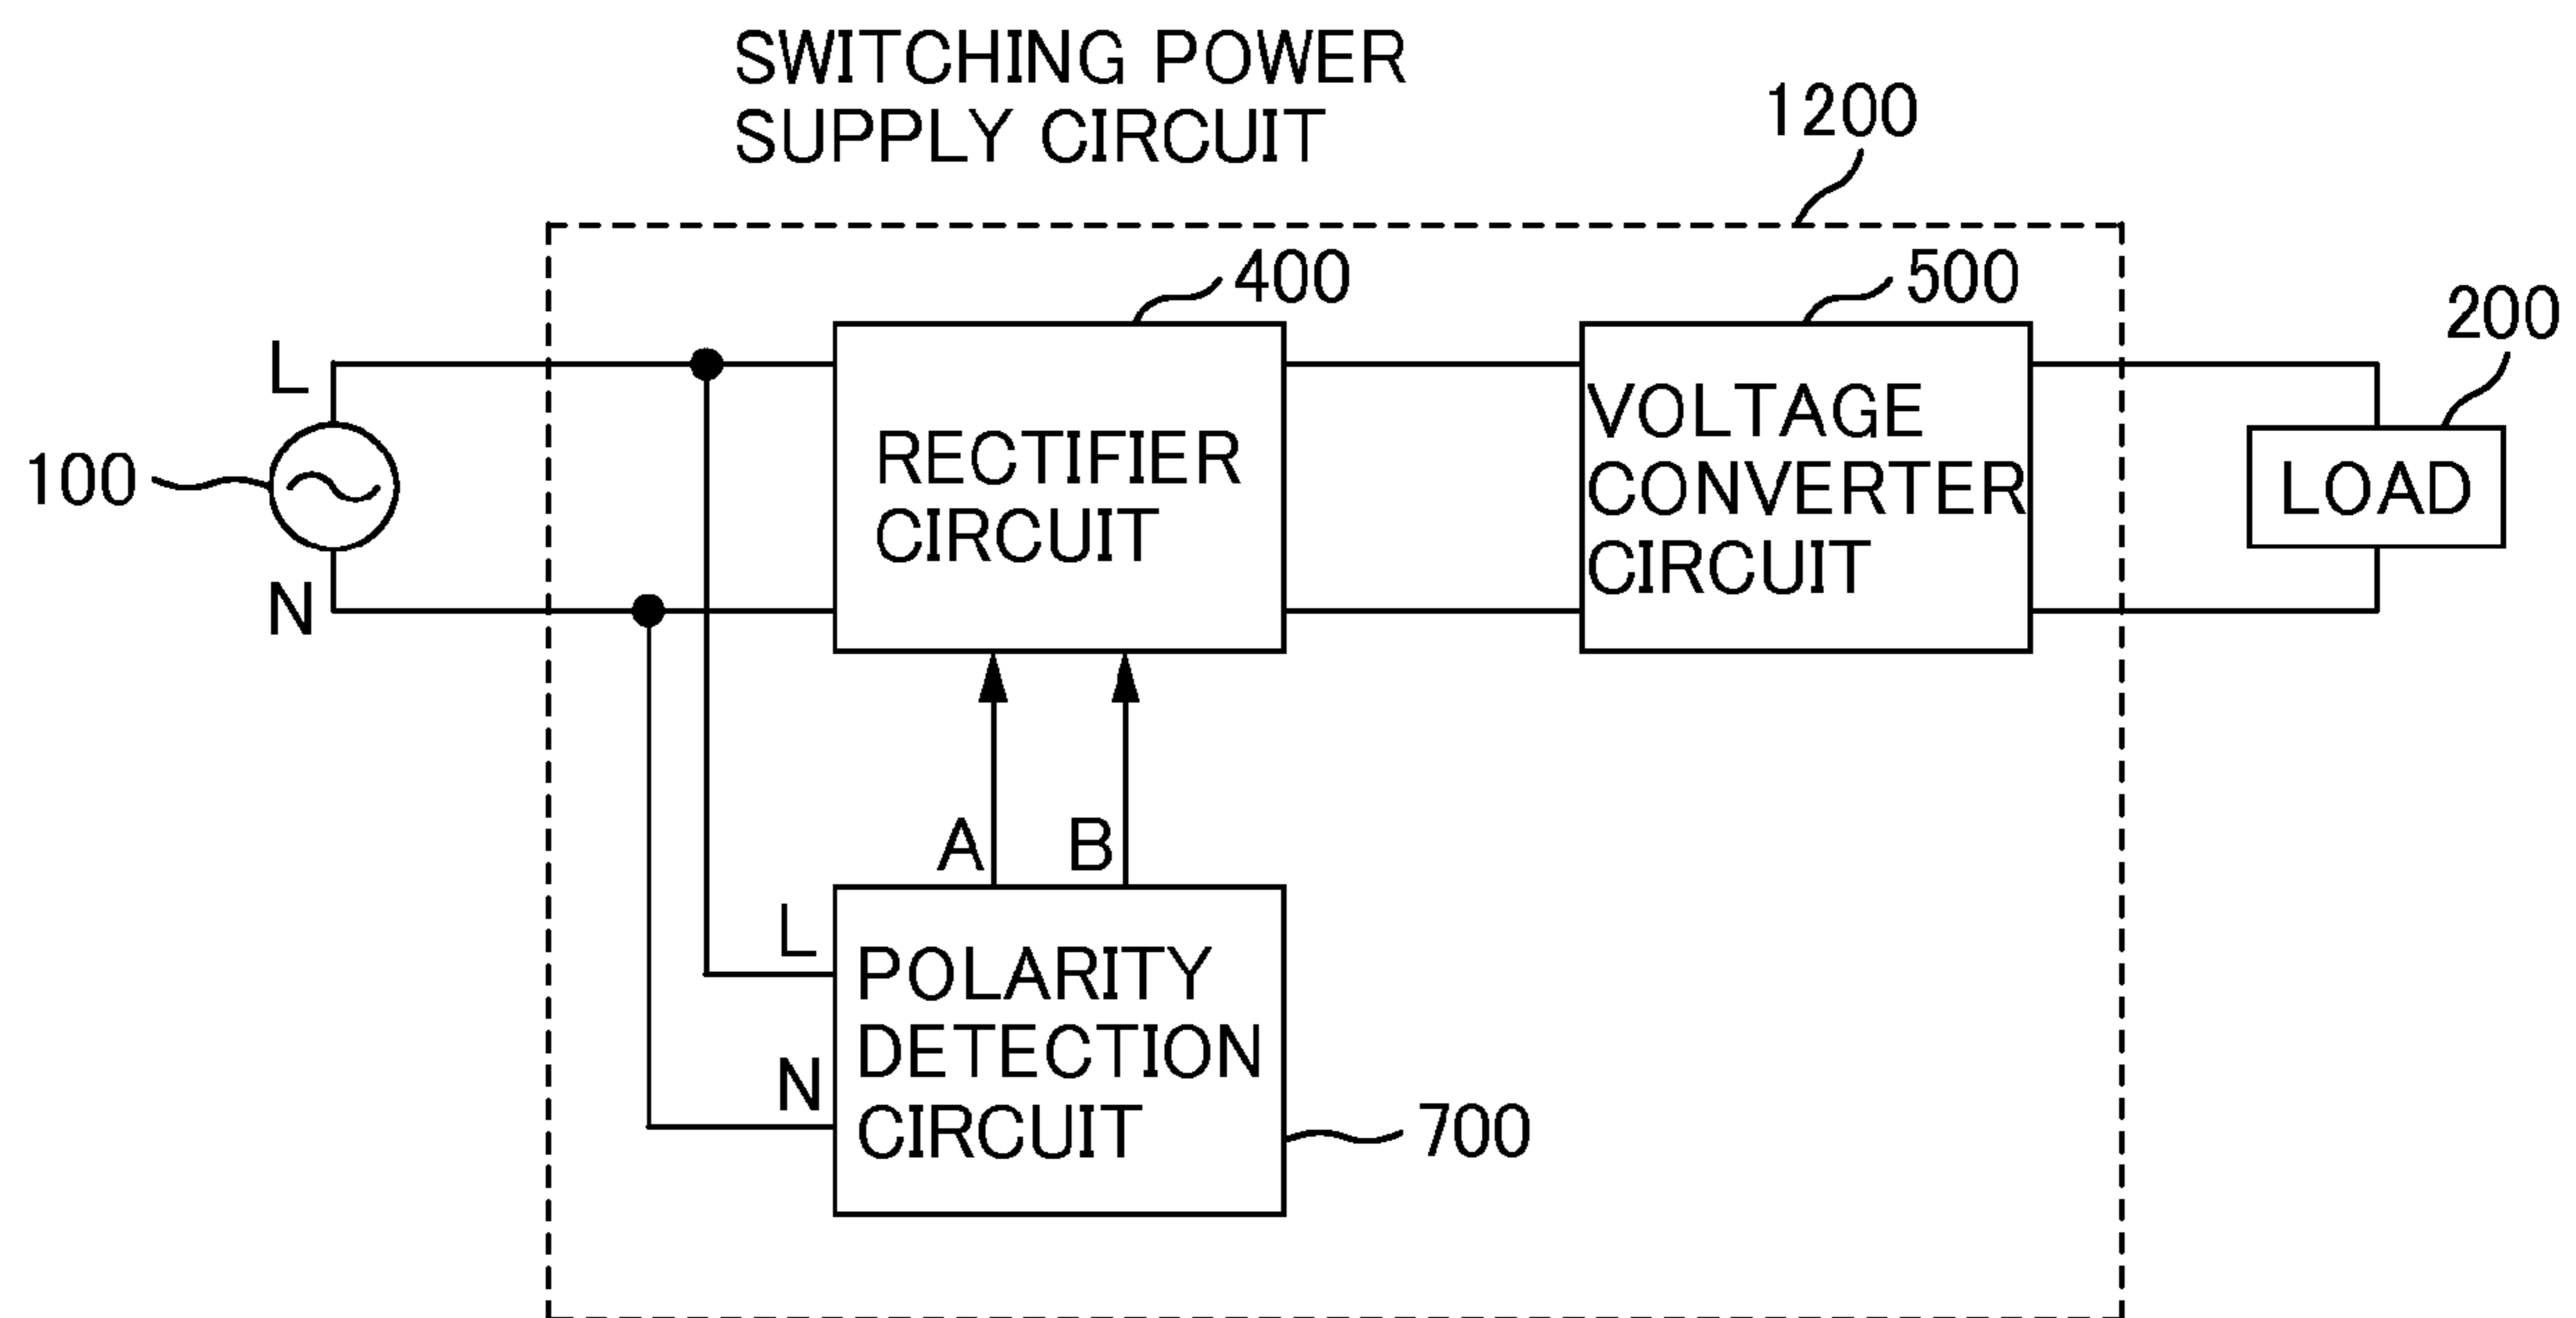 SWITCHING POWER
SUPPLY CIRCUIT
1200
400
500
200
L
100
N
RECTIFIER
CIRCUIT
VOLTAGE
CONVERTER
CIRCUIT
LOAD
A B
L
N
POLARITY
DETECTION
CIRCUIT
700